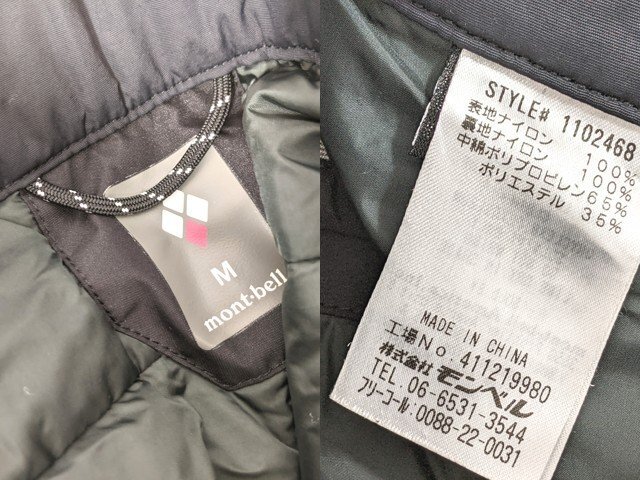 M
mont·bell
STYLE# 1102468
表地ナイロン 100%
裏地ナイロン 100%
中綿ポリプロピレン 65%
ポリエステル 35%
MADE IN CHINA
工場No. 411219980
株式会社 モンベル
TEL 06-6531-3544
フリーコール 0088-22-0031